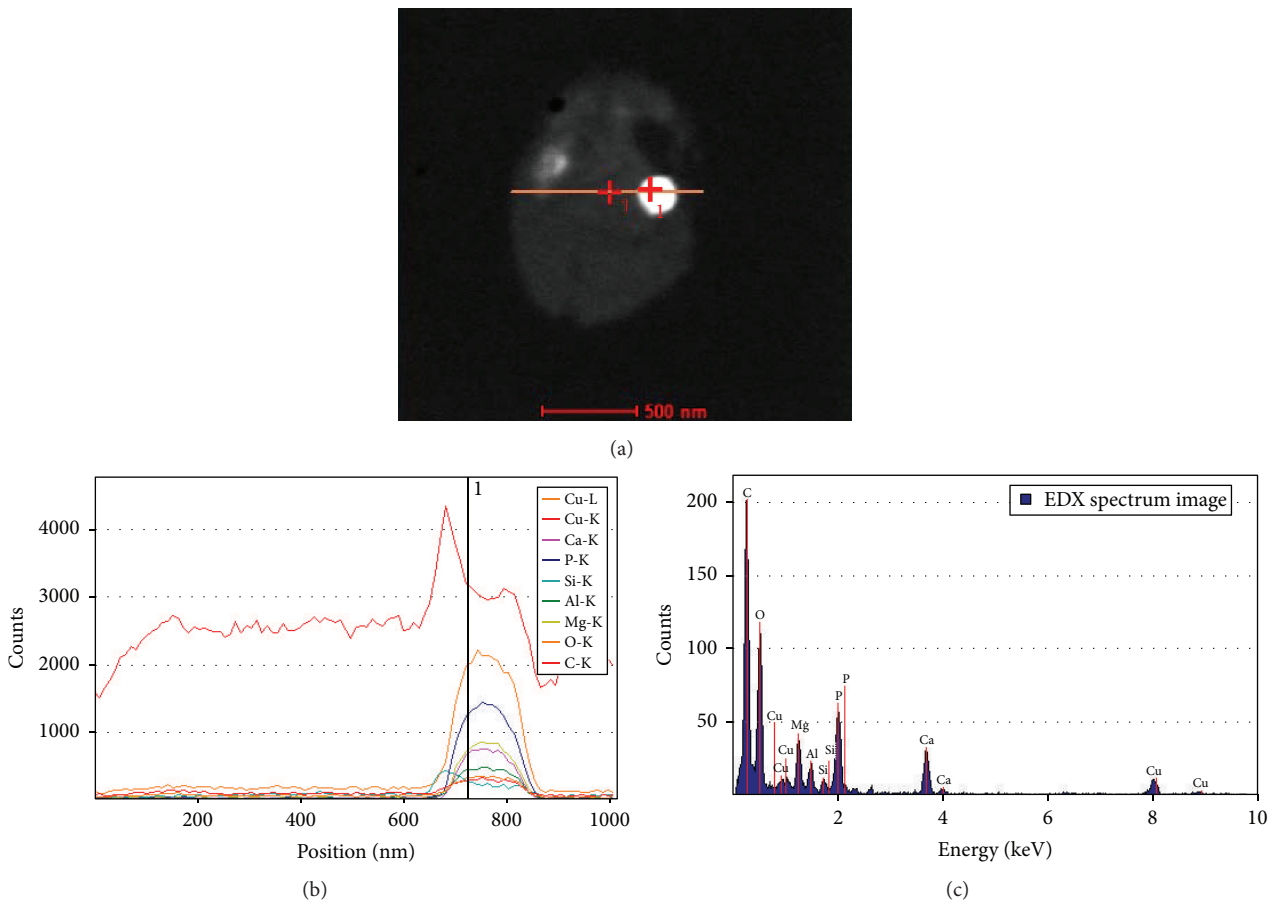 1
1
500 nm
(a)
Counts
4000
3000
2000
1000
1
Cu-L
Cu-K
Ca-K
P-K
Si-K
Al-K
Mg-K
O-K
C-K
200
400
600
800
1000
Position (nm)
(b)
Counts
200
150
100
50
EDX spectrum image
C
O
Cu
Cu
Cu
Mg
Al
Si
Si
P
P
Ca
Ca
Cu
Cu
2
4
6
8
10
Energy (keV)
(c)